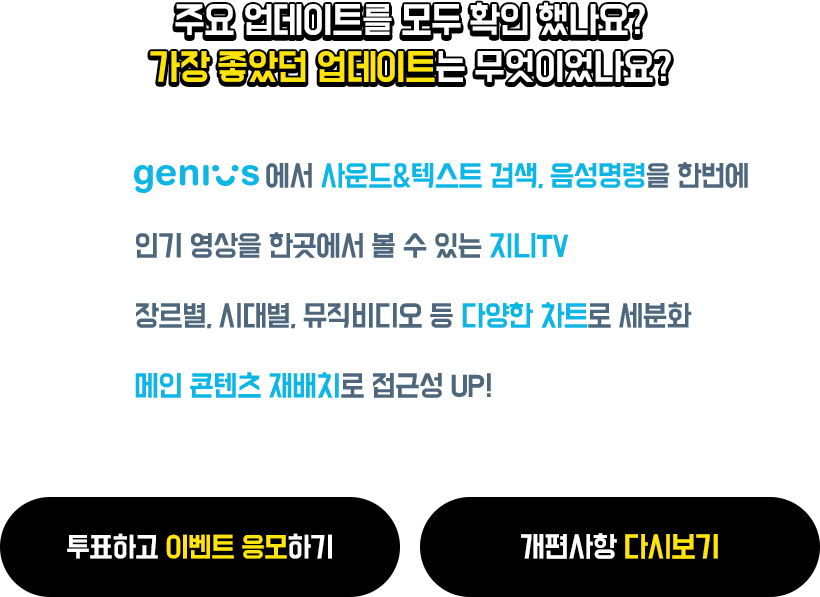 주요 업데이트를 모두 확인 했나요?
가장 좋았던 업데이트는 무엇이었나요?
genius에서 사운드&텍스트 검색, 음성명령을 한번에
인기 영상을 한곳에서 볼 수 있는 지니TV
장르별, 시대별, 뮤직비디오 등 다양한 차트로 세분화
메인 콘텐츠 재배치로 접근성 UP!
투표하고 이벤트 응모하기
개편사항 다시보기